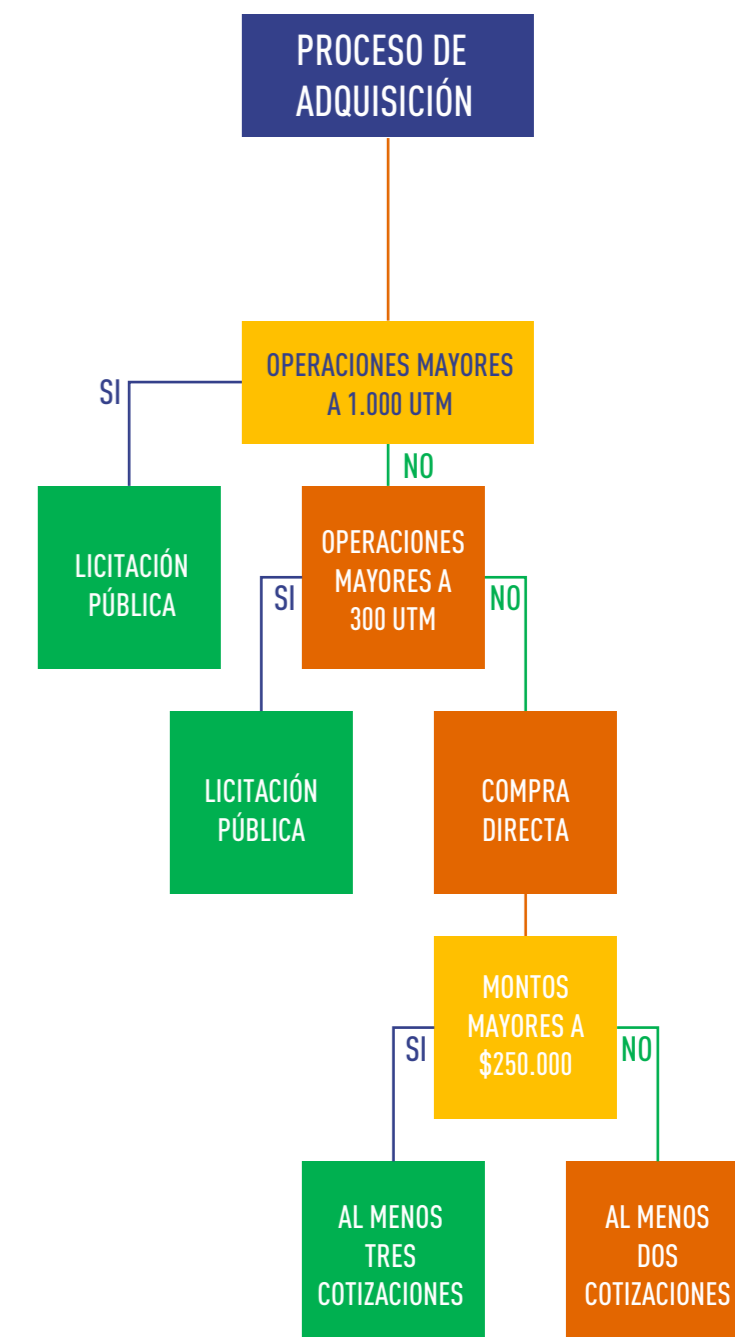 PROCESO DE
ADQUISICIÓN
OPERACIONES MAYORES
A 1.000 UTM
SI
NO
LICITACIÓN
PÚBLICA
OPERACIONES
MAYORES A
300 UTM
SI
NO
LICITACIÓN
PÚBLICA
COMPRA
DIRECTA
MONTOS
MAYORES A
$250.000
SI
NO
AL MENOS
TRES
COTIZACIONES
AL MENOS
DOS
COTIZACIONES